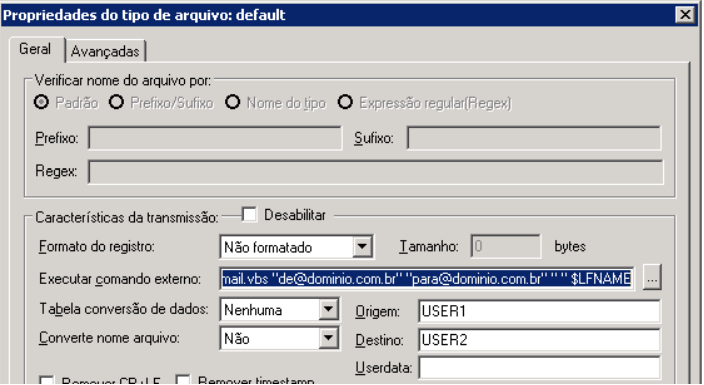 Propriedades do tipo de arquivo: default
Geral Avançadas
Verificar nome do arquivo por:
Padrão Prefixo/Sufixo Nome do tipo Expressão regular(Regex)
Prefixo: Sufixo:
Regex:
Características da transmissão: Desabilitar
Formato do registro: Não formatado Tamanho: 0 bytes
Executar comando externo: mail.vbs "de@dominio.com.br" "para@dominio.com.br" " " " $LFNAME ...
Tabela conversão de dados: Nenhuma Origem: USER1
Converte nome arquivo: Não Destino: USER2
Userdata:
Remover CR+LF Remover timestamp